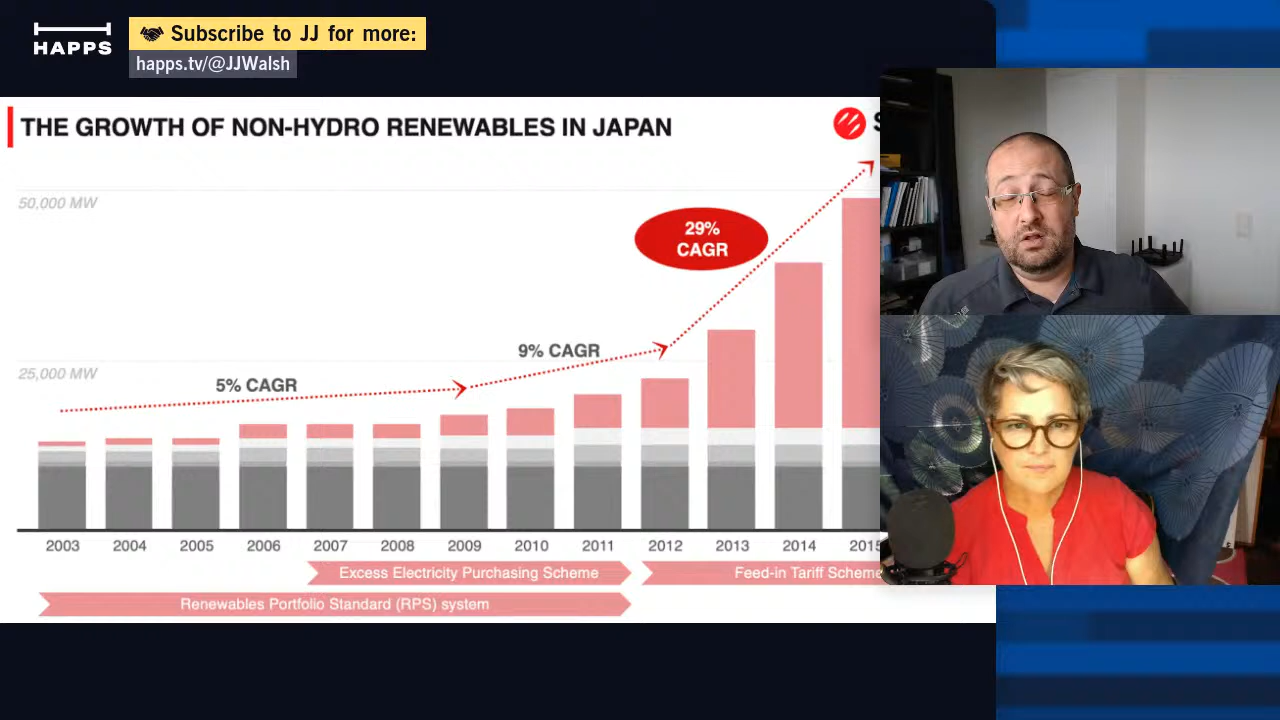 HAPPS
Subscribe to JJ for more:
happs.tv/@JJWalsh
THE GROWTH OF NON-HYDRO RENEWABLES IN JAPAN
50,000 MW
29%
CAGR
9% CAGR
25,000 MW
5% CAGR
2003 2004 2005 2006 2007 2008 2009 2010 2011 2012 2013 2014 2015
Excess Electricity Purchasing Scheme
Feed-in Tariff Scheme
Renewables Portfolio Standard (RPS) system